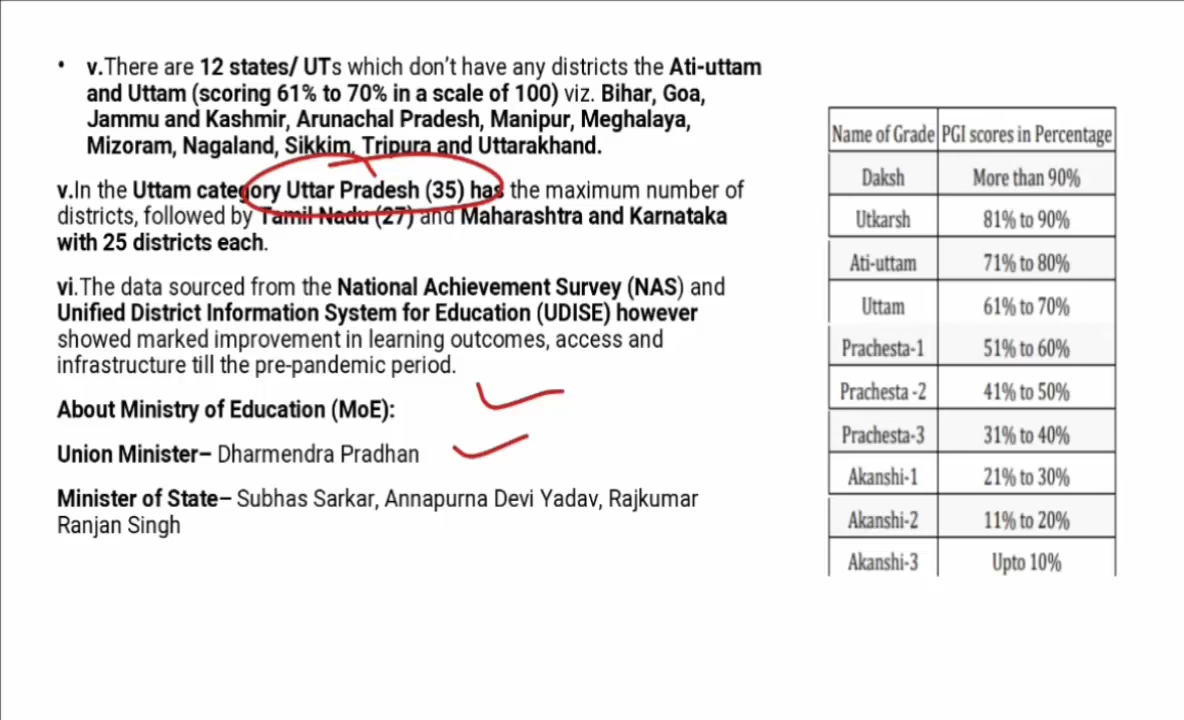 • v.There are 12 states/ UTs which don't have any districts the Ati-uttam
and Uttam (scoring 61% to 70% in a scale of 100) viz. Bihar, Goa,
Jammu and Kashmir, Arunachal Pradesh, Manipur, Meghalaya,
Mizoram, Nagaland, Sikkim, Tripura and Uttarakhand.
v.In the Uttam category Uttar Pradesh (35) has the maximum number of
districts, followed by Tamil Nadu (27) and Maharashtra and Karnataka
with 25 districts each.
vi.The data sourced from the National Achievement Survey (NAS) and
Unified District Information System for Education (UDISE) however
showed marked improvement in learning outcomes, access and
infrastructure till the pre-pandemic period.
About Ministry of Education (MoE):
Union Minister– Dharmendra Pradhan
Minister of State– Subhas Sarkar, Annapurna Devi Yadav, Rajkumar
Ranjan Singh
Name of Grade PGI scores in Percentage
Daksh More than 90%
Utkarsh 81% to 90%
Ati-uttam 71% to 80%
Uttam 61% to 70%
Prachesta-1 51% to 60%
Prachesta -2 41% to 50%
Prachesta-3 31% to 40%
Akanshi-1 21% to 30%
Akanshi-2 11% to 20%
Akanshi-3 Upto 10%